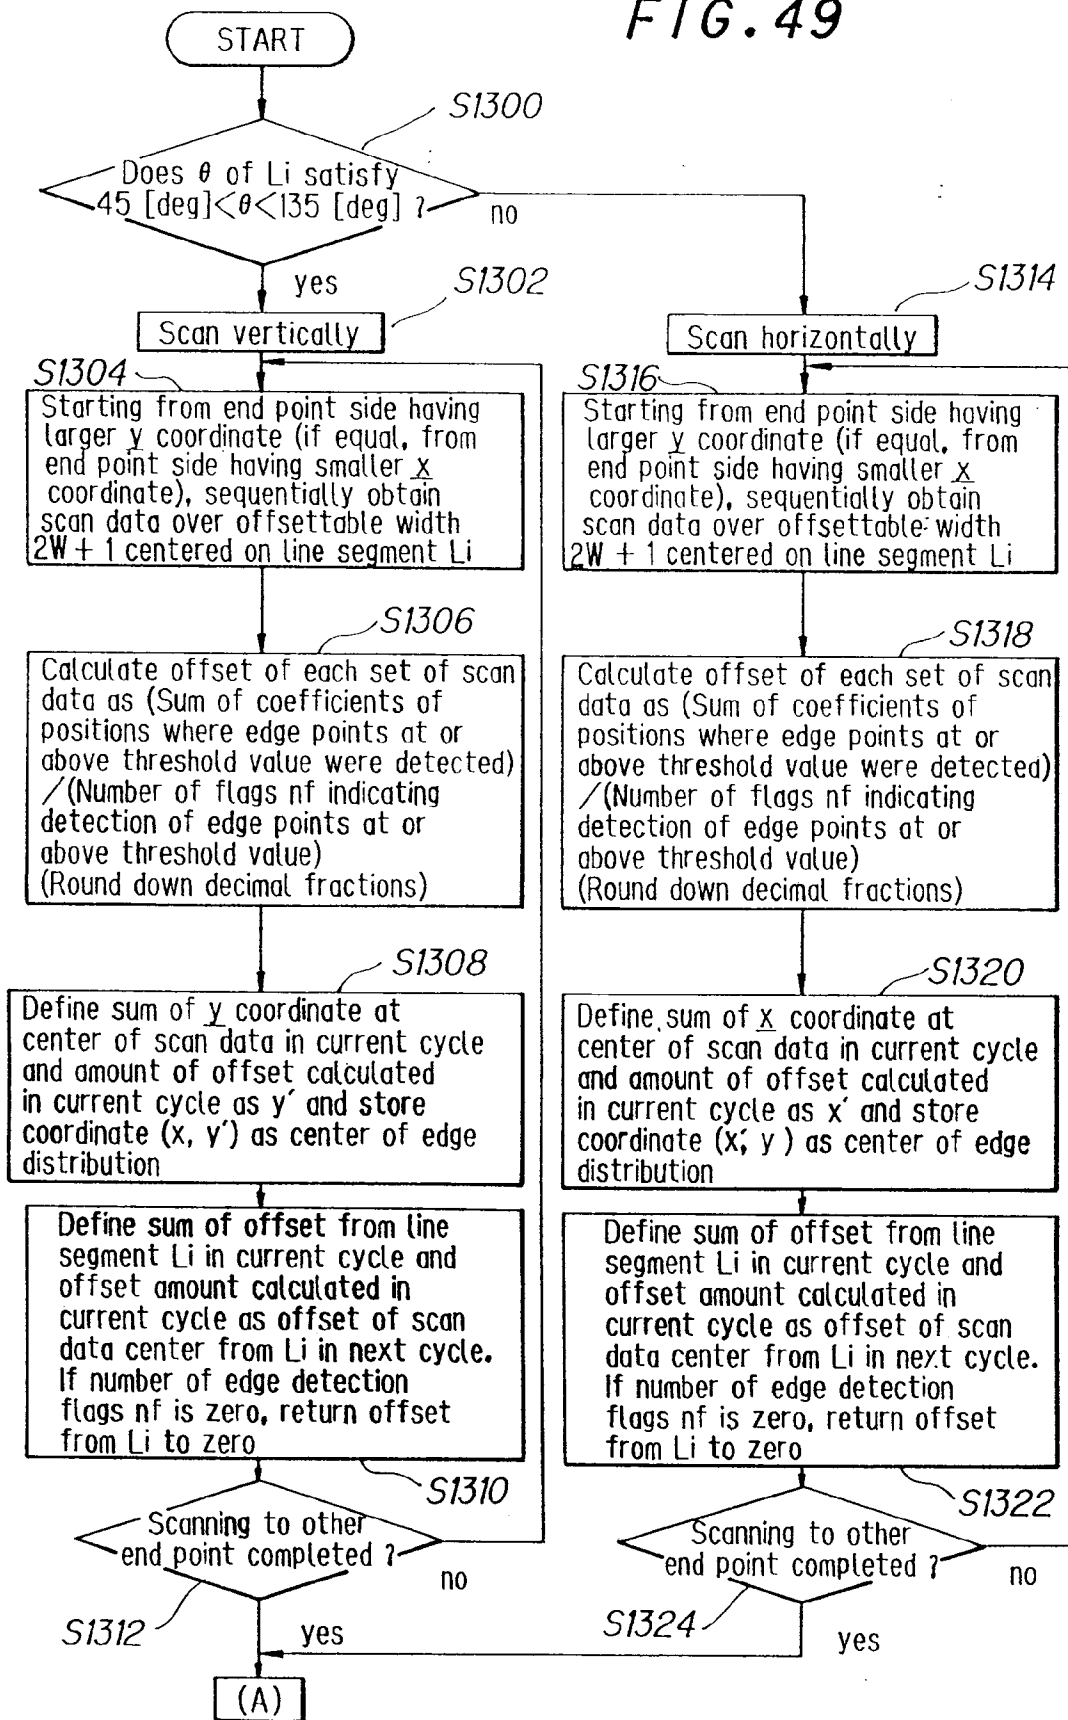 FIG. 49
START
S1300
Does θ of Li satisfy
45 [deg]<θ<135 [deg] ?
no
yes
S1302
Scan vertically
S1304
Starting from end point side having
larger y coordinate (if equal, from
end point side having smaller x
coordinate), sequentially obtain
scan data over offsettable width
2W + 1 centered on line segment Li
S1306
Calculate offset of each set of scan
data as (Sum of coefficients of
positions where edge points at or
above threshold value were detected)
/(Number of flags nf indicating
detection of edge points at or
above threshold value)
(Round down decimal fractions)
S1308
Define sum of y coordinate at
center of scan data in current cycle
and amount of offset calculated
in current cycle as y′ and store
coordinate (x, y′) as center of edge
distribution
Define sum of offset from line
segment Li in current cycle and
offset amount calculated in
current cycle as offset of scan
data center from Li in next cycle.
If number of edge detection
flags nf is zero, return offset
from Li to zero
S1310
Scanning to other
end point completed ?
no
S1312
yes
(A)
S1314
Scan horizontally
S1316
Starting from end point side having
larger y coordinate (if equal, from
end point side having smaller x
coordinate), sequentially obtain
scan data over offsettable width
2W + 1 centered on line segment Li
S1318
Calculate offset of each set of scan
data as (Sum of coefficients of
positions where edge points at or
above threshold value were detected)
/(Number of flags nf indicating
detection of edge points at or
above threshold value)
(Round down decimal fractions)
S1320
Define sum of x coordinate at
center of scan data in current cycle
and amount of offset calculated
in current cycle as x′ and store
coordinate (x′, y ) as center of edge
distribution
Define sum of offset from line
segment Li in current cycle and
offset amount calculated in
current cycle as offset of scan
data center from Li in next cycle.
If number of edge detection
flags nf is zero, return offset
from Li to zero
S1322
Scanning to other
end point completed ?
no
S1324
yes